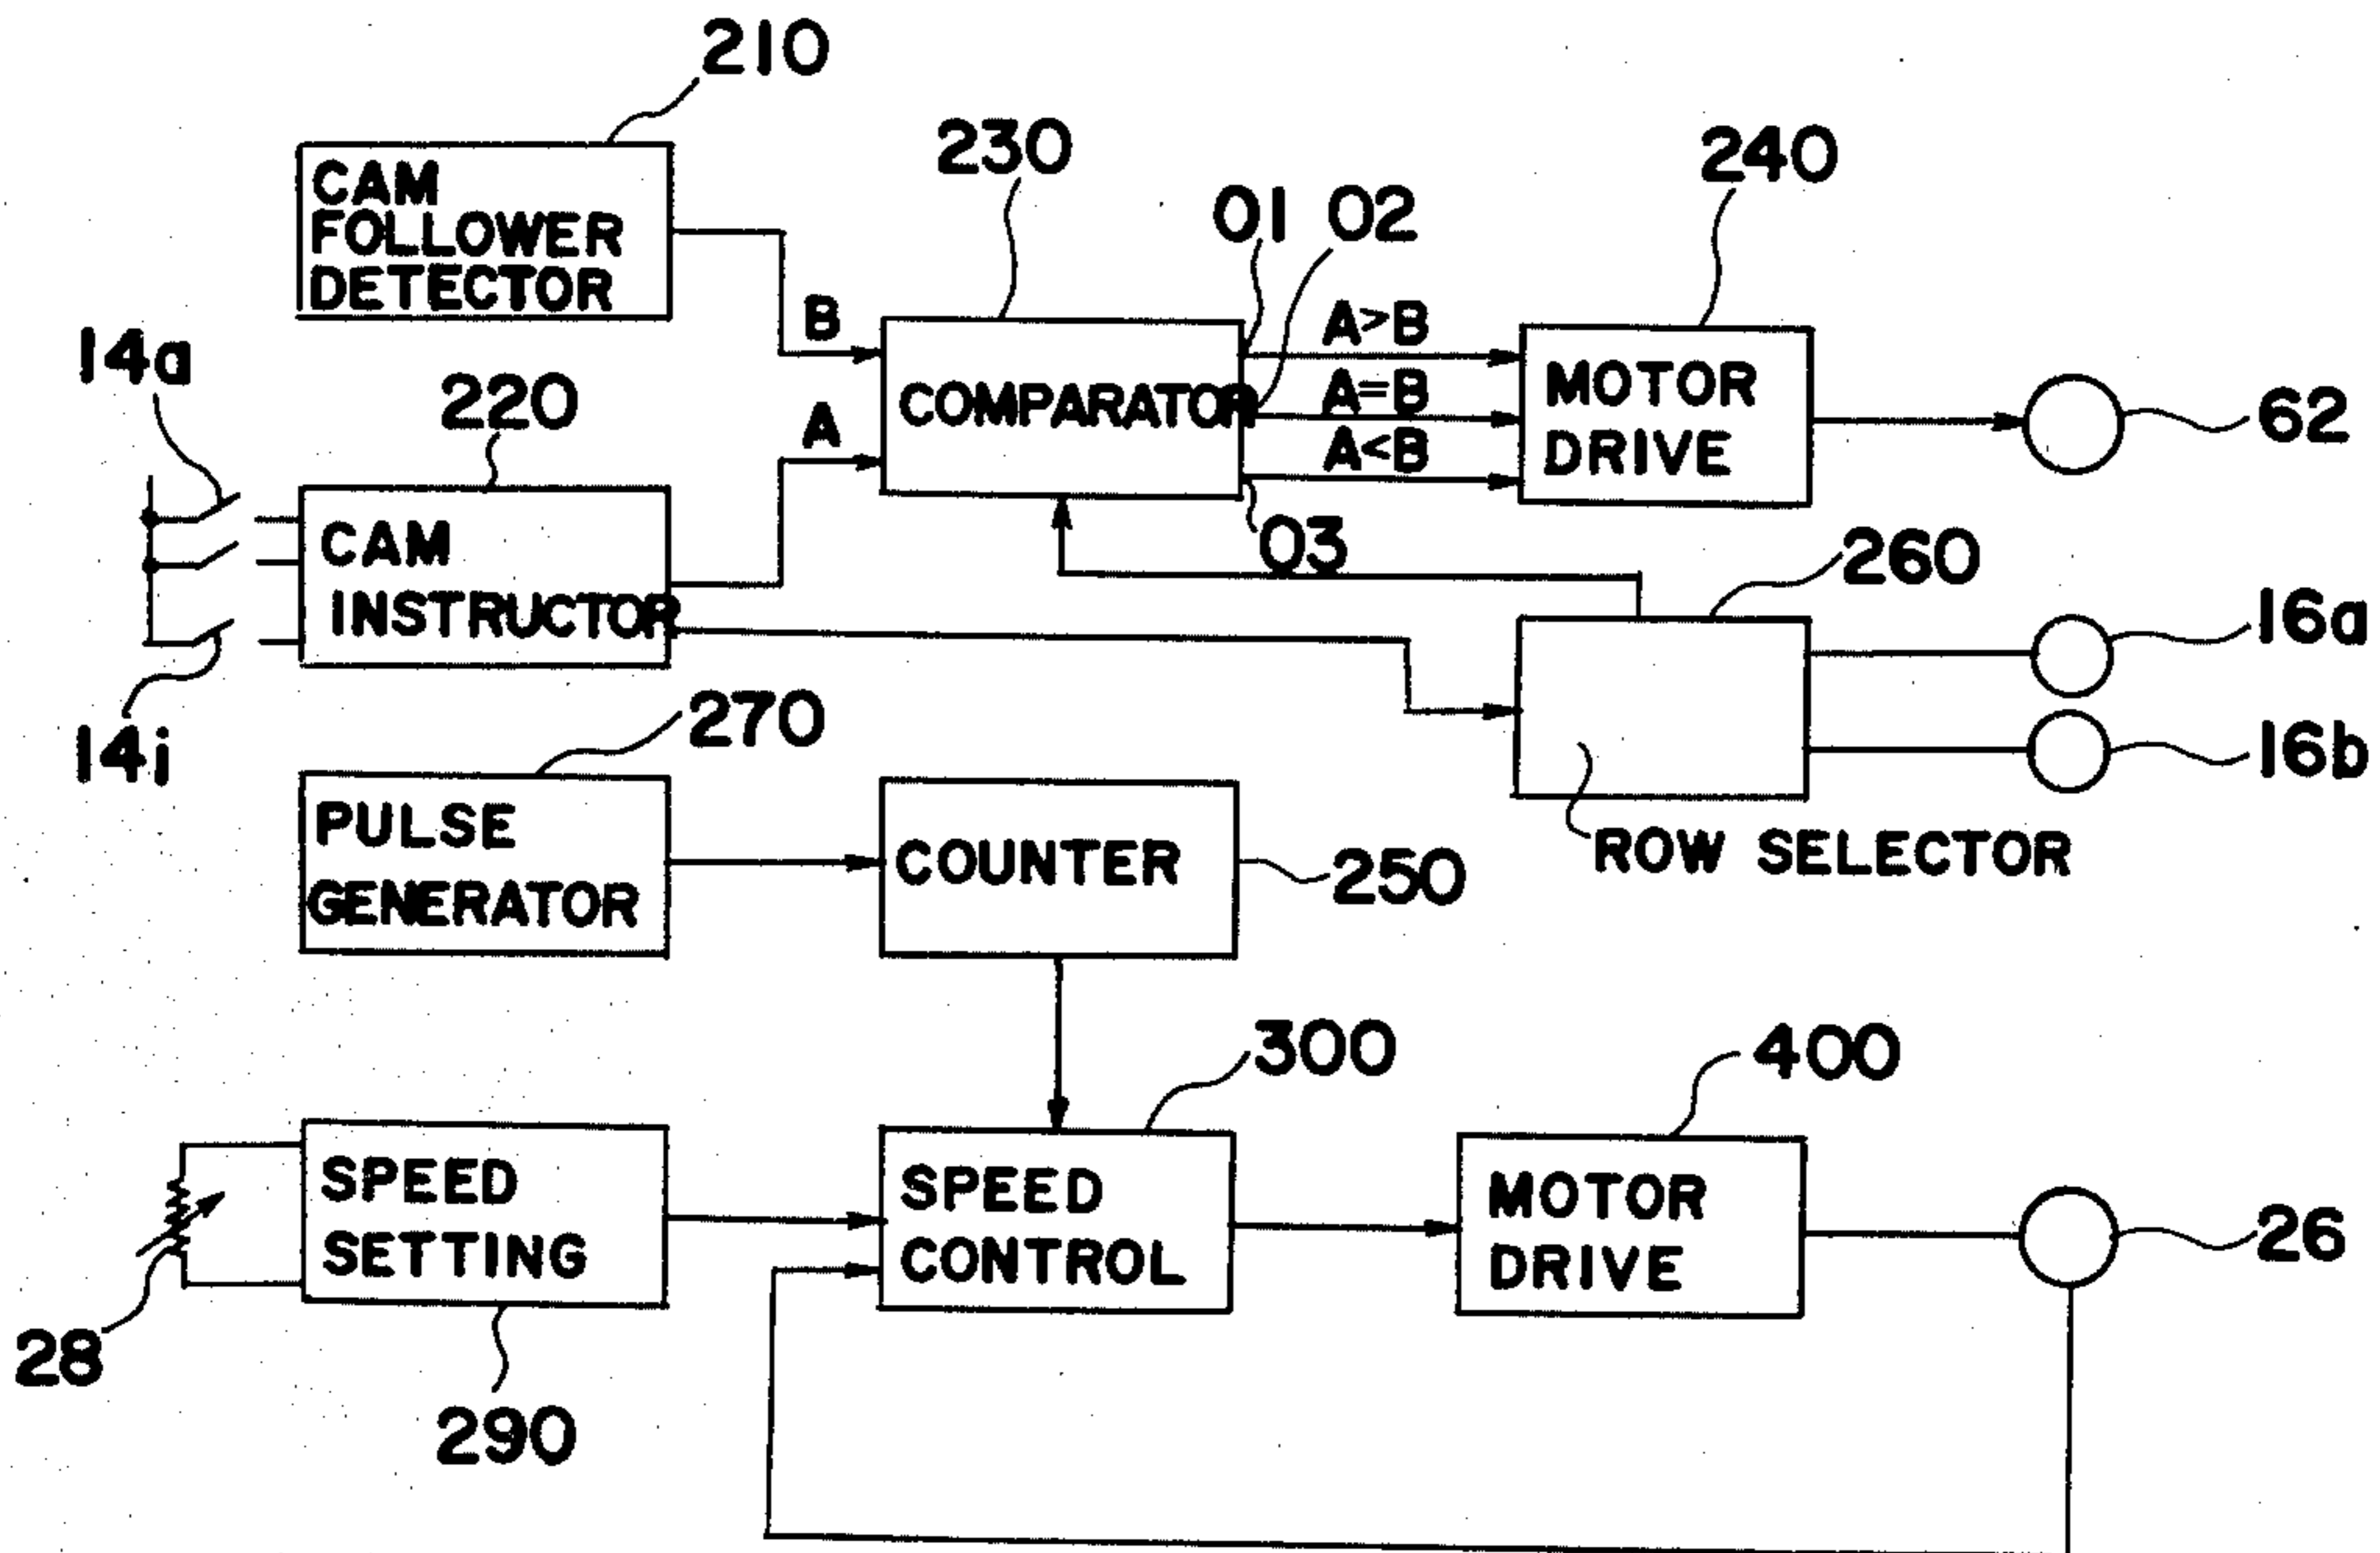 210
CAM
FOLLOWER
DETECTOR
230
240
01 02
B
A>B
A=B
A<B
14a
220
A
COMPARATOR
MOTOR
DRIVE
62
03
CAM
INSTRUCTOR
260
16a
14i
270
16b
PULSE
GENERATOR
COUNTER
250
ROW SELECTOR
300
400
SPEED
SETTING
SPEED
CONTROL
MOTOR
DRIVE
26
28
290